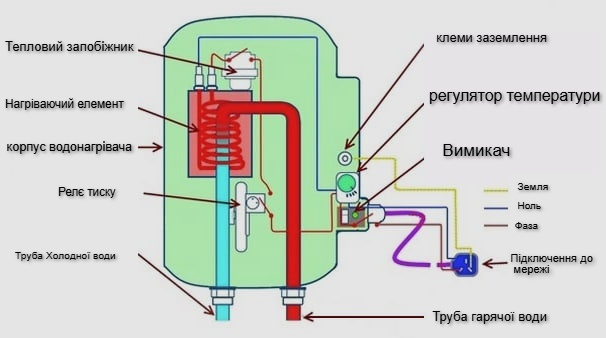 Тепловий запобіжник
Нагріваючий елемент
корпус водонагрівача
Релє тиску
Труба Холодної води
клеми заземлення
регулятор температури
Вимикач
Земля
Ноль
Фаза
Підключення до
мережі
Труба гарячої води